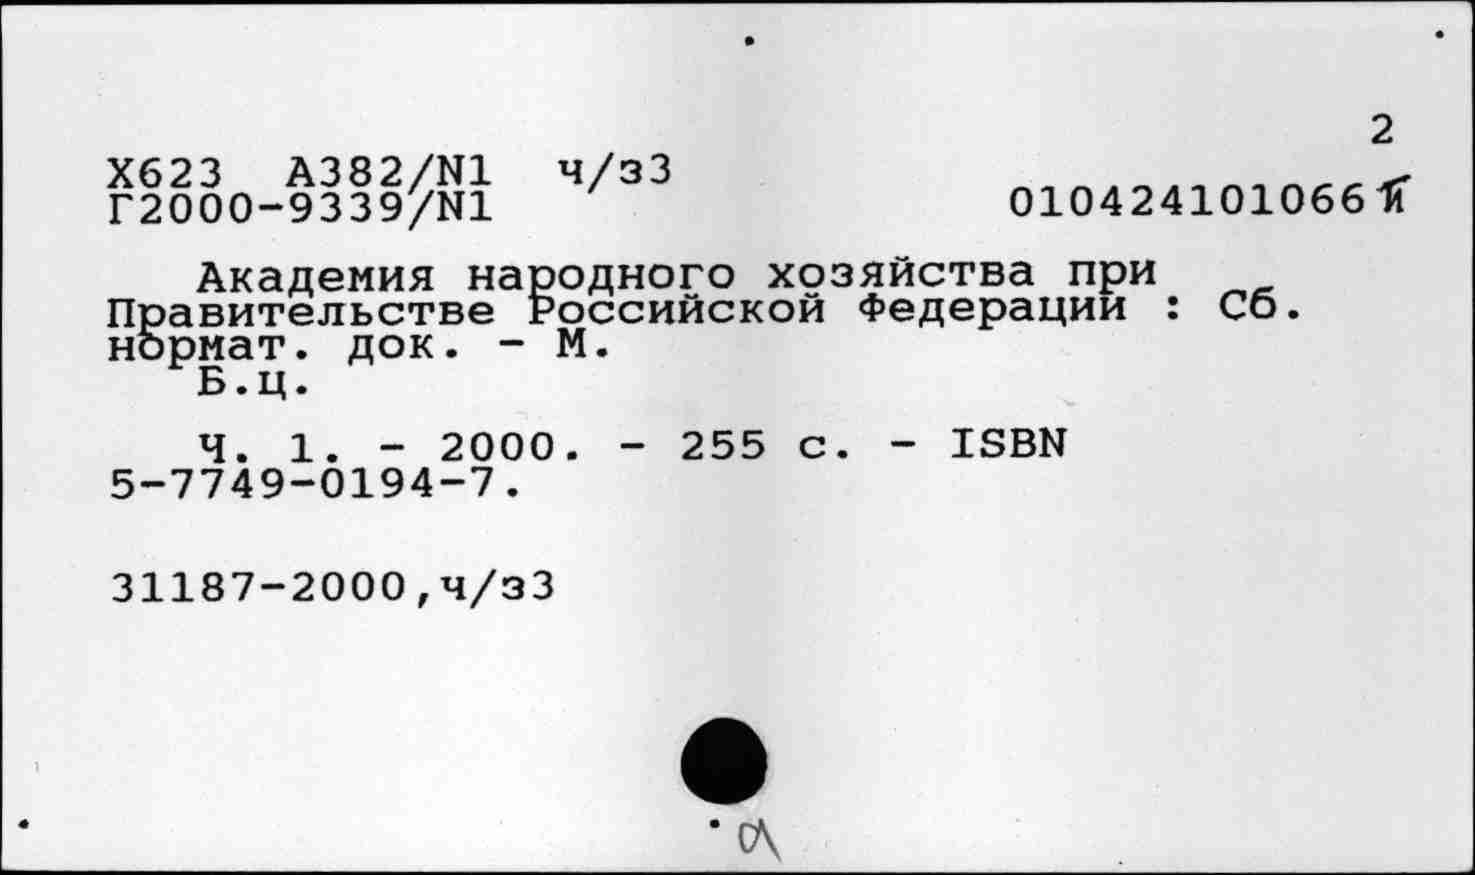 2
Х623 А382/N1 ч/з3
Г2000-9339/N1 0104241010661
Академия народного хозяйства при
Правительстве Российской Федерации : Сб.
нормат. док. - М.
Б.ц.
Ч. 1. - 2000. - 255 с. - ISBN
5-7749-0194-7.
31187-2000,ч/з3